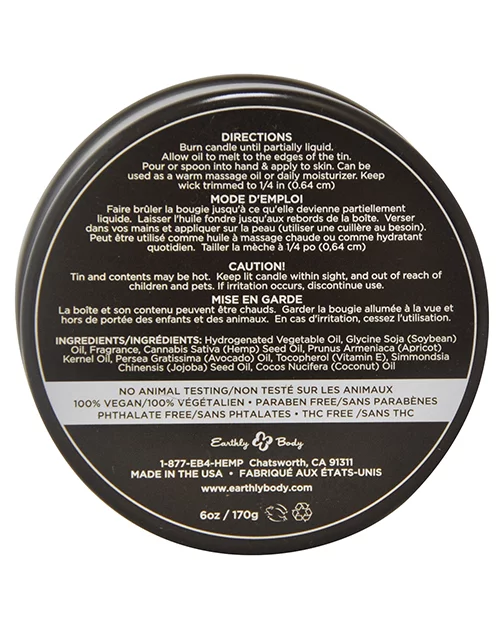 DIRECTIONS
Burn candle until partially liquid.
Allow oil to melt to the edges of the tin.
Pour or spoon into hand & apply to skin. Can be
used as a warm massage oil or daily moisturizer. Keep
wick trimmed to 1/4 in (0.64 cm)
MODE D'EMPLOI
Faire brûler la bougie jusqu'à ce qu'elle devienne partiellement
liquide. Laisser l'huile fondre jusqu'aux rebords de la boîte. Verser
dans vos mains et appliquer sur la peau (utiliser une cuillère au besoin).
Peut être utilisé comme huile à massage chaude ou comme hydratant
quotidien. Tailler la mèche à 1/4 po (0,64 cm)
CAUTION!
Tin and contents may be hot. Keep lit candle within sight, and out of reach of
children and pets. If irritation occurs, discontinue use.
MISE EN GARDE
La boîte et son contenu peuvent être chauds. Garder la bougie allumée à la vue et
hors de portée des enfants et des animaux. En cas d'irritation, cessez l'utilisation.
INGREDIENTS/INGRÉDIENTS: Hydrogenated Vegetable Oil, Glycine Soja (Soybean)
Oil, Fragrance, Cannabis Sativa (Hemp) Seed Oil, Prunus Armeniaca (Apricot)
Kernel Oil, Persea Gratissima (Avocado) Oil, Tocopherol (Vitamin E), Simmondsia
Chinensis (Jojoba) Seed Oil, Cocos Nucifera (Coconut) Oil
NO ANIMAL TESTING/NON TESTÉ SUR LES ANIMAUX
100% VEGAN/100% VÉGÉTALIEN • PARABEN FREE/SANS PARABÈNES
PHTHALATE FREE/SANS PHTALATES • THC FREE /SANS THC
Earthly Body
1-877-EB4-HEMP Chatsworth, CA 91311
MADE IN THE USA • FABRIQUÉ AUX ÉTATS-UNIS
www.earthlybody.com
6oz / 170g